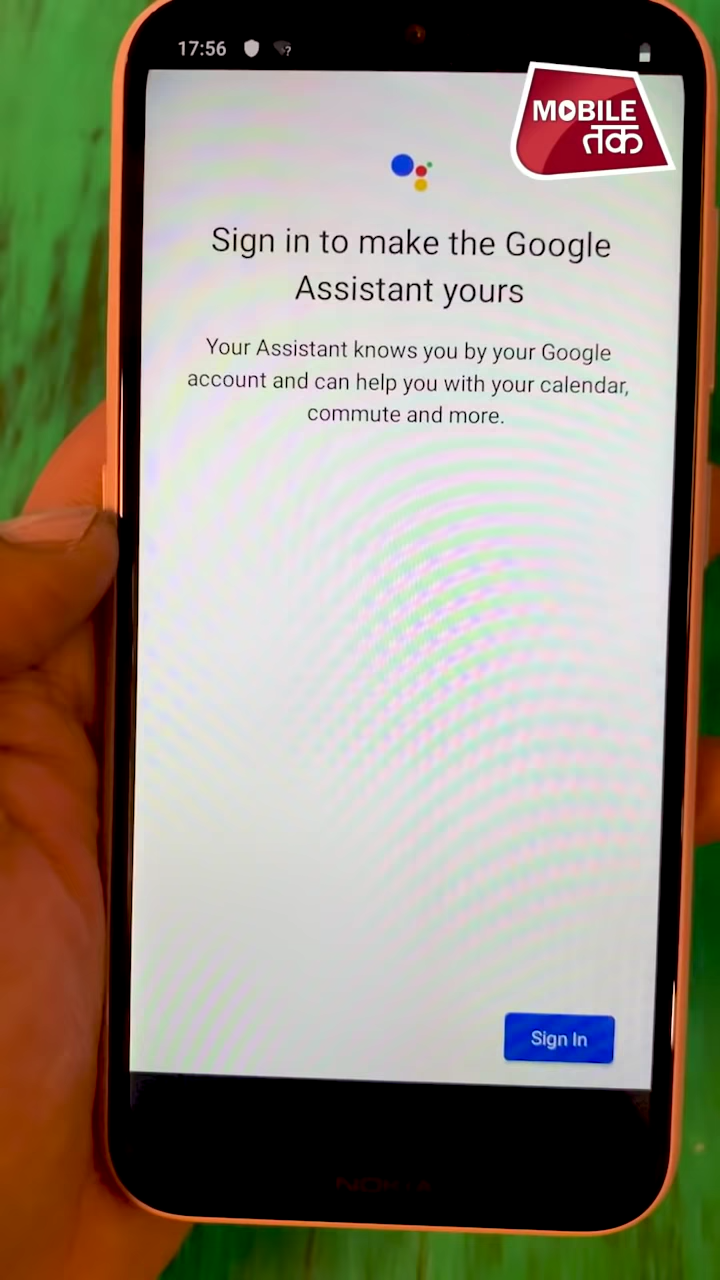 17:56
MOBILE
तक
Sign in to make the Google
Assistant yours
Your Assistant knows you by your Google
account and can help you with your calendar,
commute and more.
Sign In
NOKIA